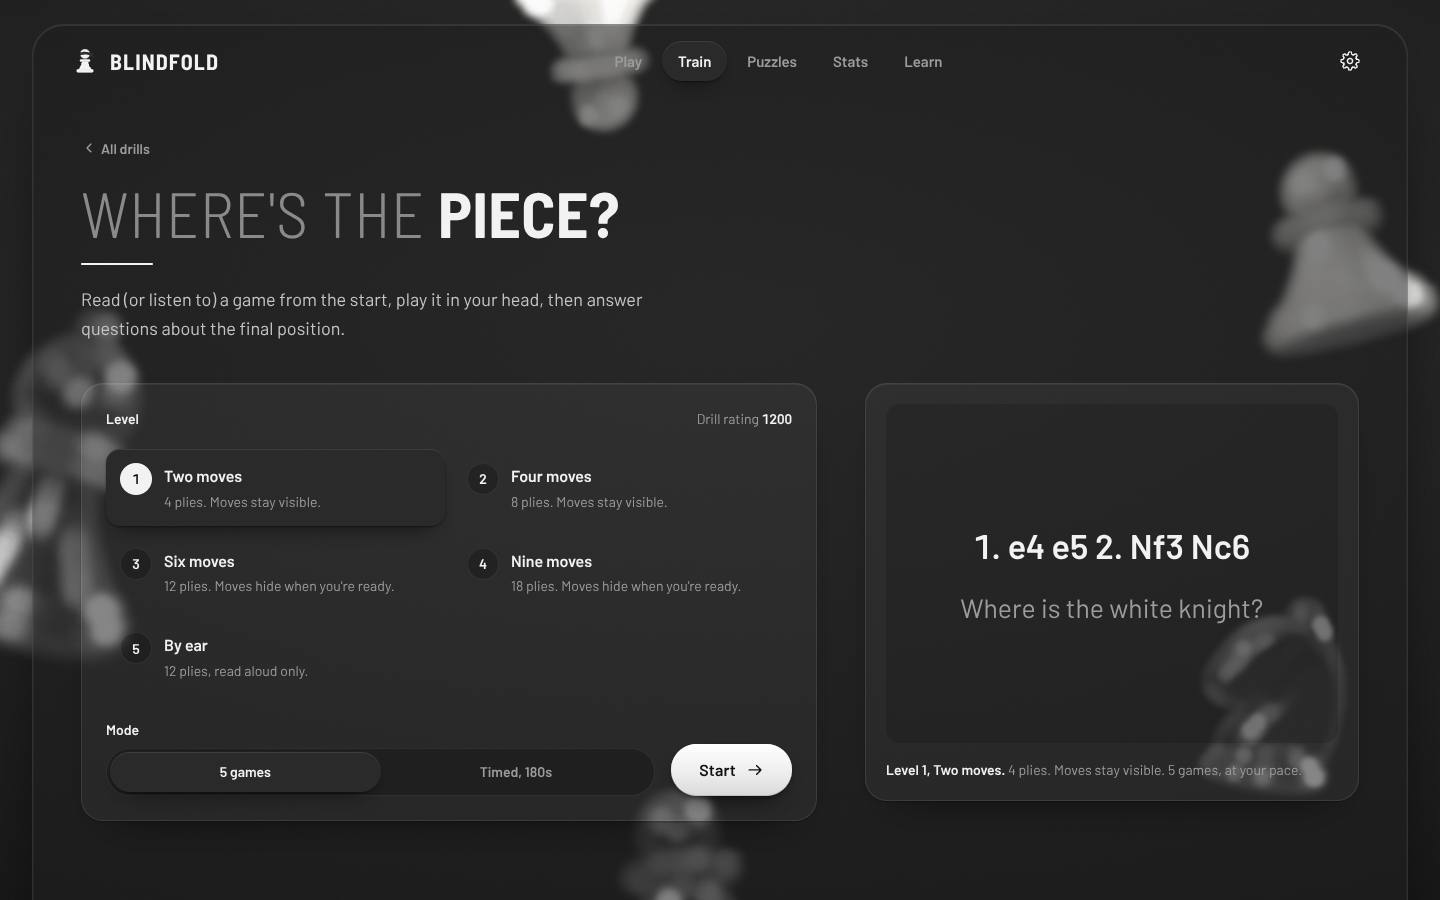 BLINDFOLD
Play Train Puzzles Stats Learn
All drills
WHERE'S THE PIECE?
Read (or listen to) a game from the start, play it in your head, then answer
questions about the final position.
Level
Drill rating 1200
1 Two moves
4 plies. Moves stay visible.
2 Four moves
8 plies. Moves stay visible.
3 Six moves
12 plies. Moves hide when you're ready.
4 Nine moves
18 plies. Moves hide when you're ready.
5 By ear
12 plies, read aloud only.
Mode
5 games
Timed, 180s
Start →
1. e4 e5 2. Nf3 Nc6
Where is the white knight?
Level 1, Two moves. 4 plies. Moves stay visible. 5 games, at your pace.